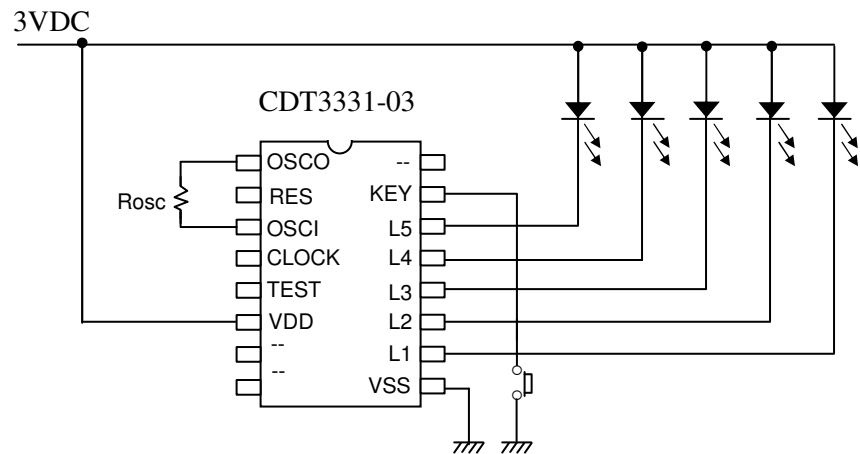 3VDC
CDT3331-03
OSCO
RES
OSCI
CLOCK
TEST
VDD
--
--
--
KEY
L5
L4
L3
L2
L1
VSS
Rosc